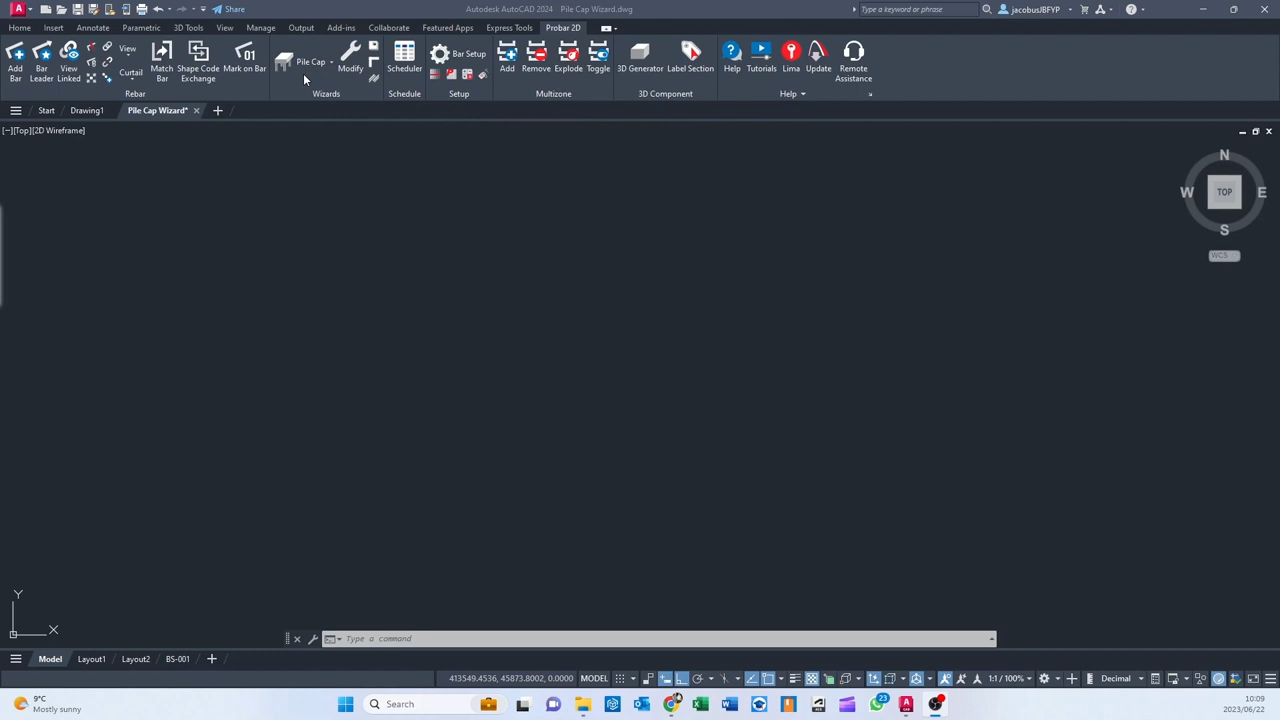 Share
Autodesk AutoCAD 2024 Pile Cap Wizard.dwg
Type a keyword or phrase
jacobusJBFYP
Home Insert Annotate Parametric 3D Tools View Manage Output Add-ins Collaborate Featured Apps Express Tools Probar 2D
Add Bar
Bar Leader
View Linked
View
Curtain
Match Bar
Shape Code Exchange
01
Mark on Bar
Pile Cap
Modify
Scheduler
Bar Setup
Add
Remove
Explode
Toggle
3D Generator
Label Section
Help
Tutorials
Lima
Update
Remote Assistance
Rebar
Wizards
Schedule
Setup
Multizone
3D Component
Help
Start Drawing1 Pile Cap Wizard*
[−][Top][2D Wireframe]
N
W TOP E
S
WCS
Y
X
Type a command
Model Layout1 Layout2 BS-001
413549.4536, 45873.8002, 0.0000 MODEL 1:1 / 100% Decimal
9°C
Mostly sunny
Search
23
10:09
2023/06/22